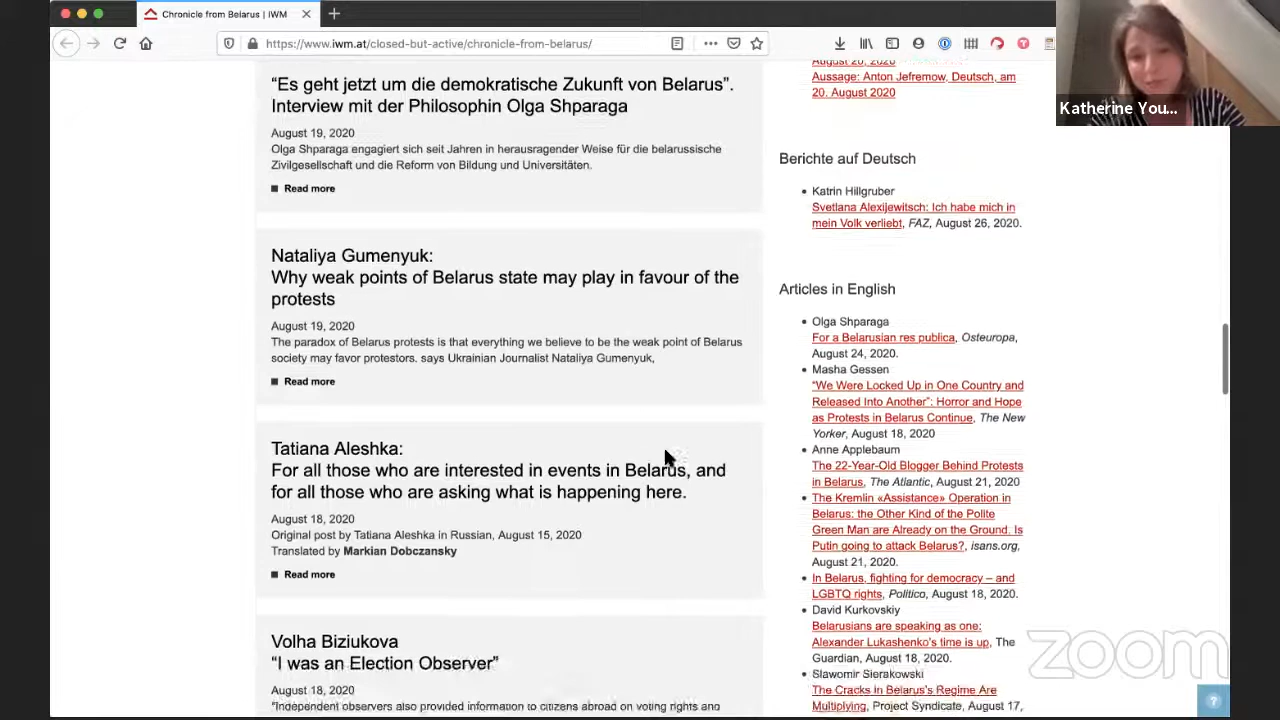 Chronicle from Belarus | IWM
https://www.iwm.at/closed-but-active/chronicle-from-belarus/
Katherine You...
“Es geht jetzt um die demokratische Zukunft von Belarus”.
Interview mit der Philosophin Olga Shparaga
August 19, 2020
Olga Shparaga engagiert sich seit Jahren in herausragender Weise für die belarussische
Zivilgesellschaft und die Reform von Bildung und Universitäten.
Read more
Nataliya Gumenyuk:
Why weak points of Belarus state may play in favour of the
protests
August 19, 2020
The paradox of Belarus protests is that everything we believe to be the weak point of Belarus
society may favor protestors. says Ukrainian Journalist Nataliya Gumenyuk,
Read more
Tatiana Aleshka:
For all those who are interested in events in Belarus, and
for all those who are asking what is happening here.
August 18, 2020
Original post by Tatiana Aleshka in Russian, August 15, 2020
Translated by Markian Dobczansky
Read more
Volha Biziukova
“I was an Election Observer”
August 18, 2020
“Independent observers also provided information to citizens abroad on voting rights and
August 20, 2020
Aussage: Anton Jefremow, Deutsch, am
20. August 2020
Berichte auf Deutsch
Katrin Hillgruber
Svetlana Alexijewitsch: Ich habe mich in
mein Volk verliebt, FAZ, August 26, 2020.
Articles in English
Olga Shparaga
For a Belarusian res publica, Osteuropa,
August 24, 2020.
Masha Gessen
“We Were Locked Up in One Country and
Released Into Another”: Horror and Hope
as Protests in Belarus Continue, The New
Yorker, August 18, 2020
Anne Applebaum
The 22-Year-Old Blogger Behind Protests
in Belarus, The Atlantic, August 21, 2020
The Kremlin «Assistance» Operation in
Belarus: the Other Kind of the Polite
Green Man are Already on the Ground. Is
Putin going to attack Belarus?, isans.org,
August 21, 2020.
In Belarus, fighting for democracy – and
LGBTQ rights, Politico, August 18, 2020.
David Kurkovskiy
Belarusians are speaking as one:
Alexander Lukashenko’s time is up, The
Guardian, August 18, 2020.
Slawomir Sierakowski
The Cracks in Belarus’s Regime Are
Multiplying, Project Syndicate, August 17,
zoom